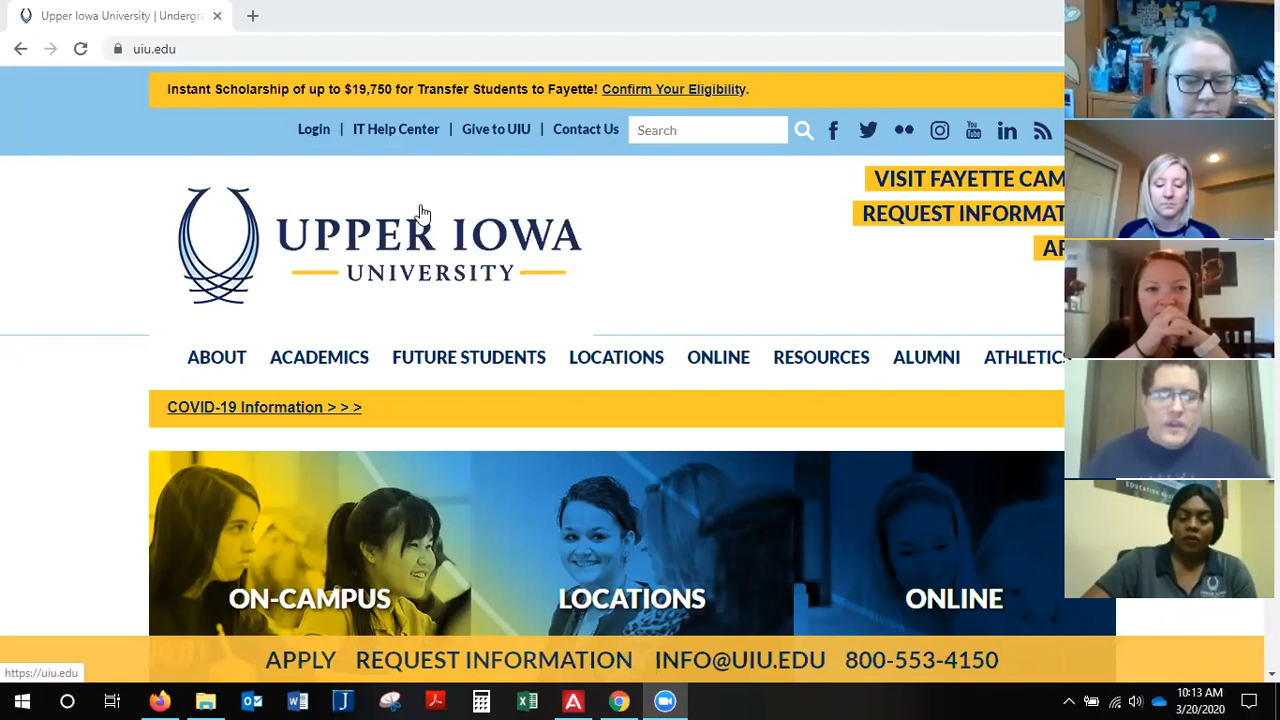 Upper Iowa University | Undergra
uiu.edu
Instant Scholarship of up to $19,750 for Transfer Students to Fayette! Confirm Your Eligibility.
Login | IT Help Center | Give to UIU | Contact Us Search
VISIT FAYETTE CAM
REQUEST INFORMAT
AP
UPPER IOWA
UNIVERSITY
ABOUT ACADEMICS FUTURE STUDENTS LOCATIONS ONLINE RESOURCES ALUMNI ATHLETICS
COVID-19 Information > > >
ON-CAMPUS LOCATIONS ONLINE
APPLY REQUEST INFORMATION INFO@UIU.EDU 800-553-4150
https://uiu.edu
10:13 AM
3/20/2020